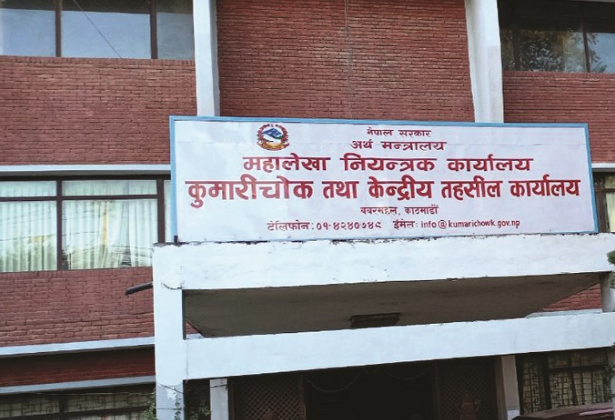 नेपाल सरकार
अर्थ मन्त्रालय
महालेखा नियन्त्रक कार्यालय
कुमारीचोक तथा केन्द्रीय तहसील कार्यालय
बबरमहल, काठमाडौं
टेलिफोन : ०१-४२४०७४८ ईमेल: info@kumarichowk.gov.np